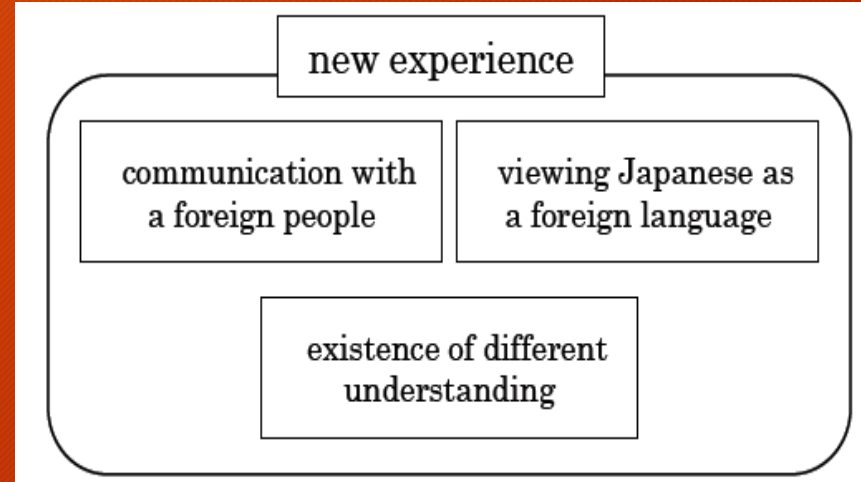 new experience
communication with
a foreign people
viewing Japanese as
a foreign language
existence of different
understanding